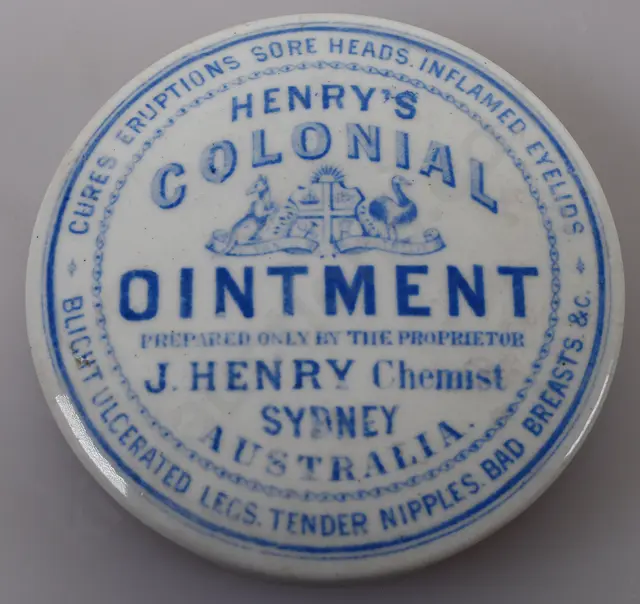 CURES ERUPTIONS SORE HEADS. INFLAMED EYELIDS.
HENRY'S
COLONIAL
OINTMENT
PREPARED ONLY BY THE PROPRIETOR
J. HENRY Chemist
SYDNEY
AUSTRALIA.
BLIGHT ULCERATED LEGS. TENDER NIPPLES. BAD BREASTS. &C.